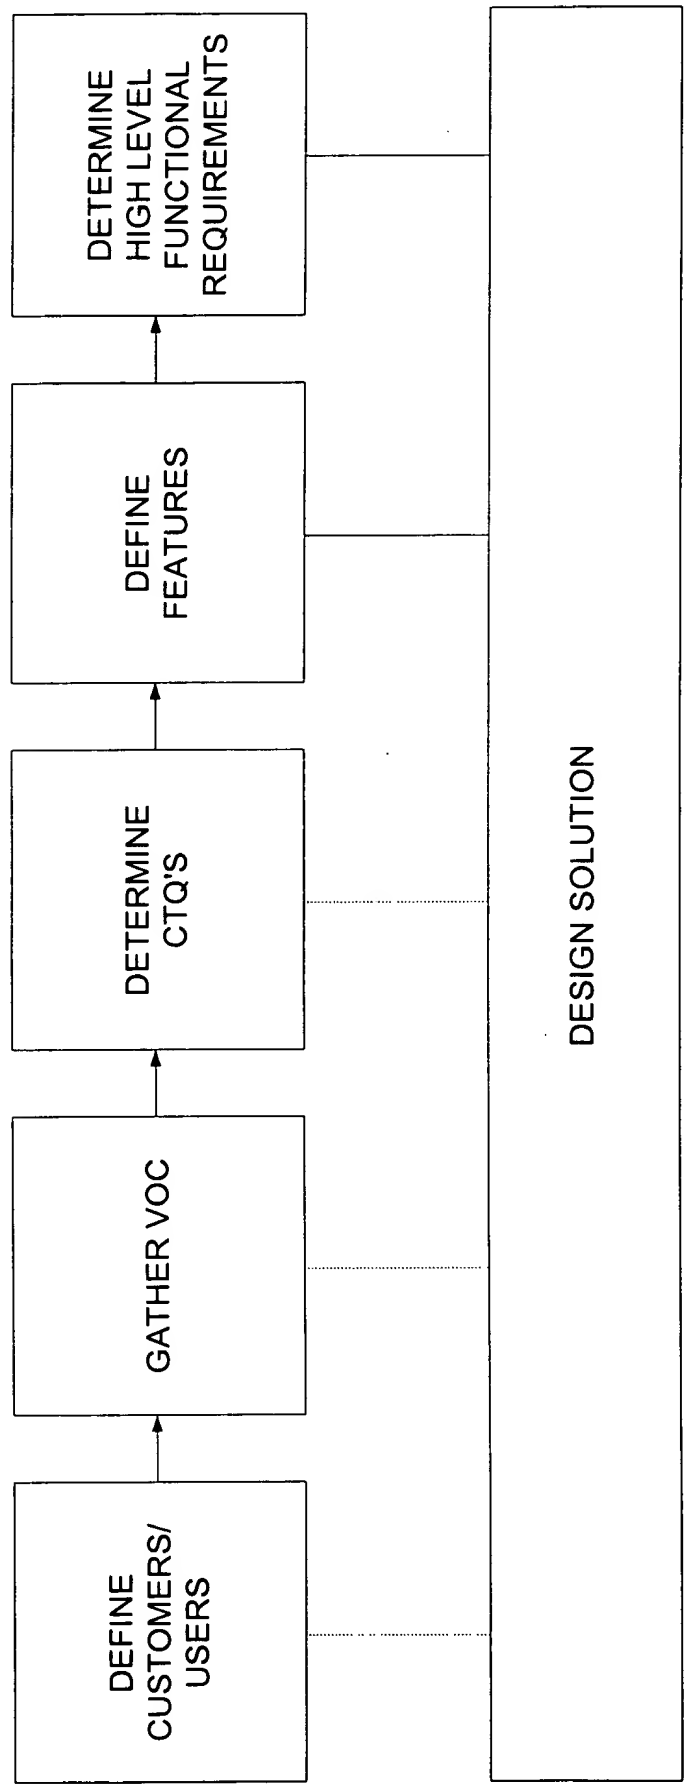 DEFINE
CUSTOMERS/
USERS
GATHER VOC
DETERMINE
CTQ'S
DEFINE
FEATURES
DETERMINE
HIGH LEVEL
FUNCTIONAL
REQUIREMENTS
DESIGN SOLUTION